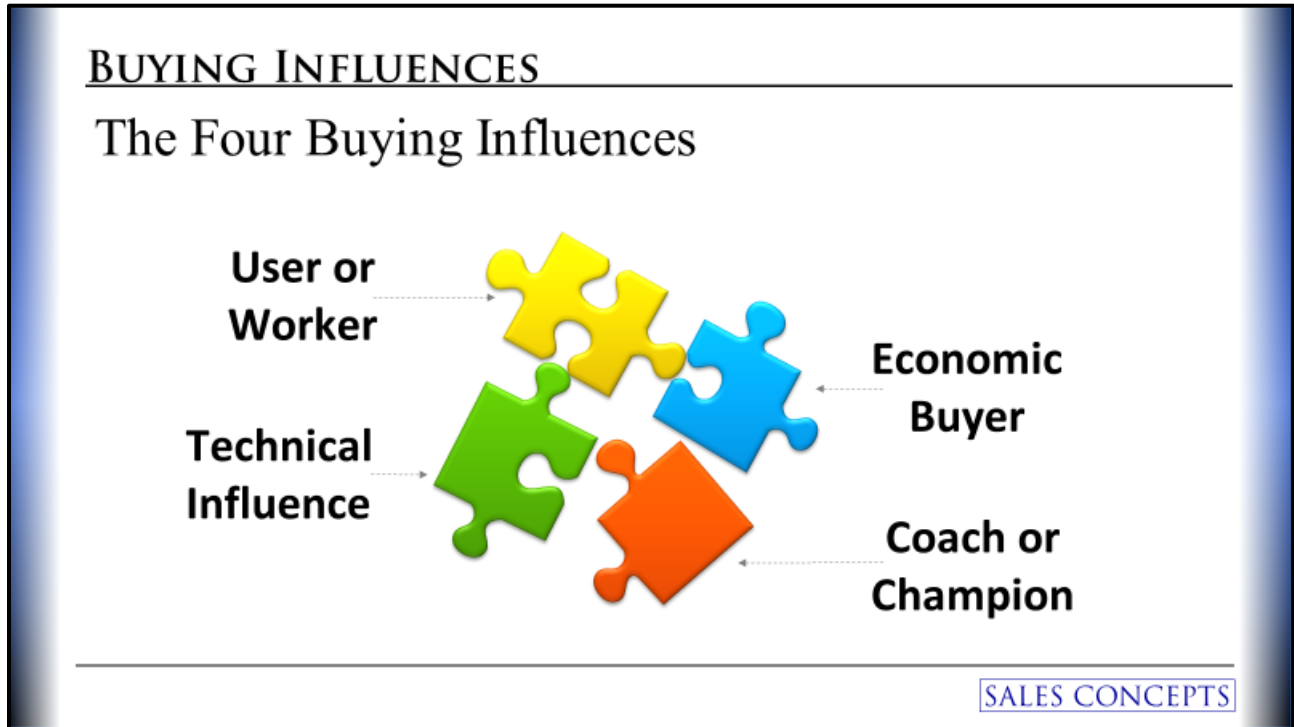 BUYING INFLUENCES
The Four Buying Influences
User or
Worker
Economic
Buyer
Technical
Influence
Coach or
Champion
SALES CONCEPTS